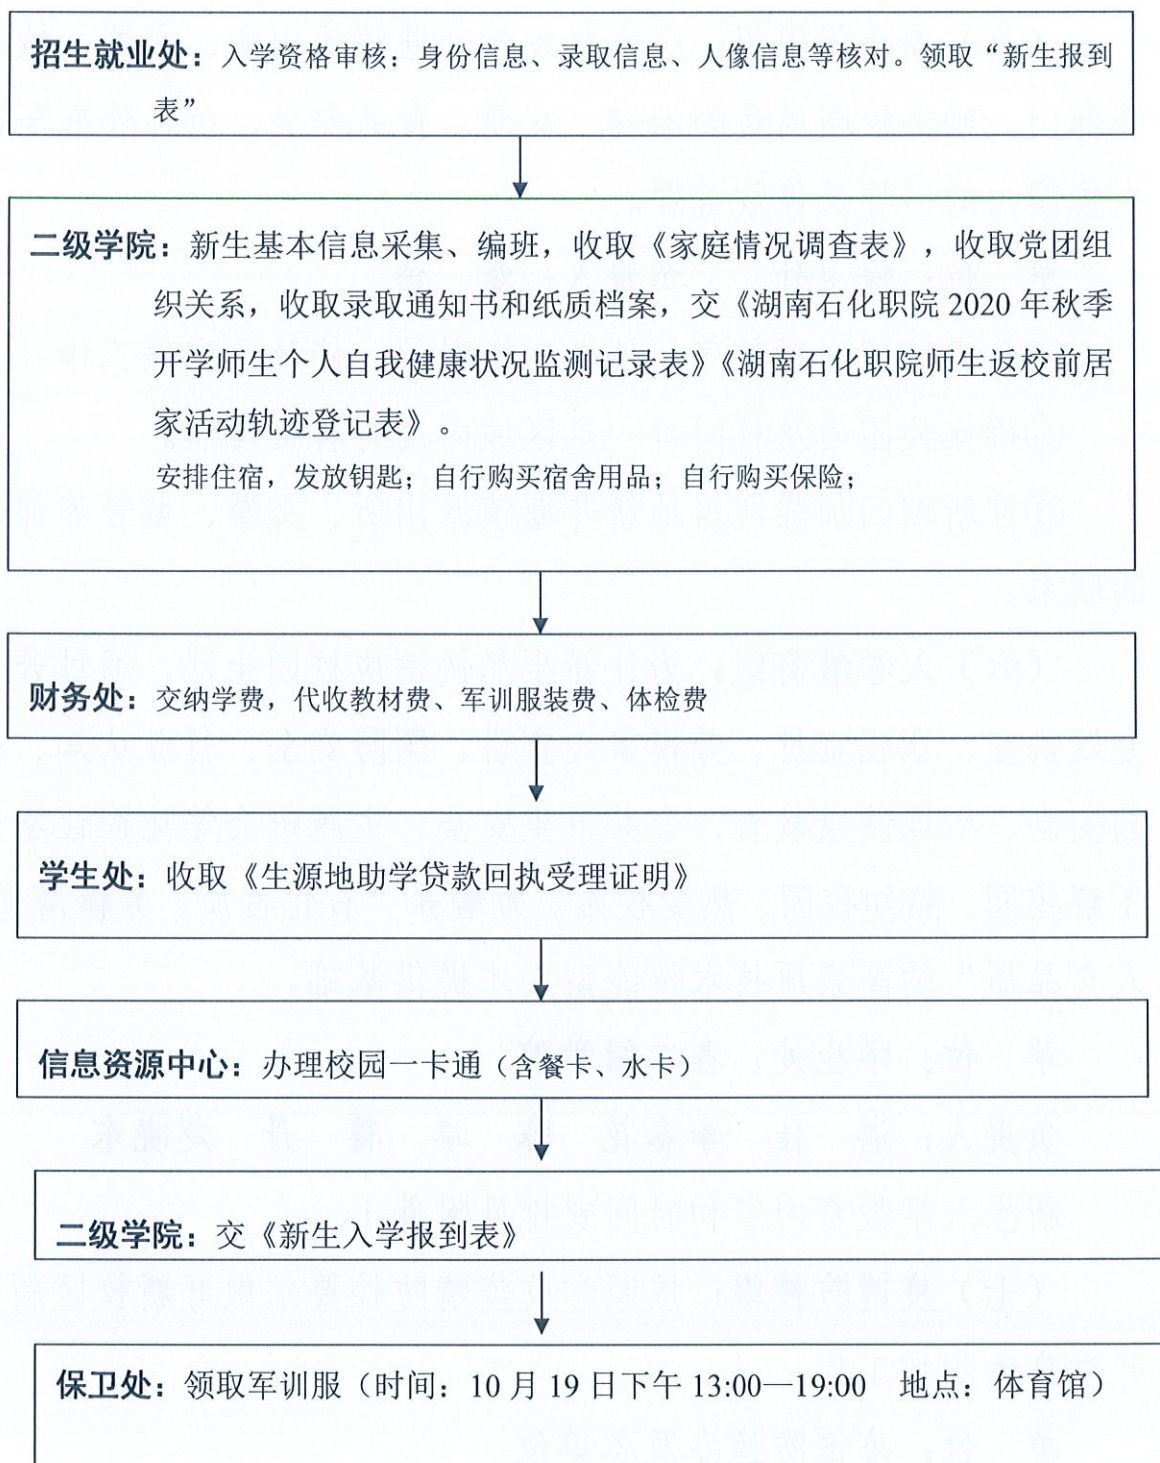 招生就业处：入学资格审核：身份信息、录取信息、人像信息等核对。领取“新生报到
表”
二级学院：新生基本信息采集、编班，收取《家庭情况调查表》，收取党团组
织关系，收取录取通知书和纸质档案，交《湖南石化职院 2020 年秋季
开学师生个人自我健康状况监测记录表》《湖南石化职院师生返校前居
家活动轨迹登记表》。
安排住宿，发放钥匙；自行购买宿舍用品；自行购买保险；
财务处：交纳学费，代收教材费、军训服装费、体检费
学生处：收取《生源地助学贷款回执受理证明》
信息资源中心：办理校园一卡通（含餐卡、水卡）
二级学院：交《新生入学报到表》
保卫处：领取军训服（时间：10 月 19 日下午 13:00—19:00 地点：体育馆）